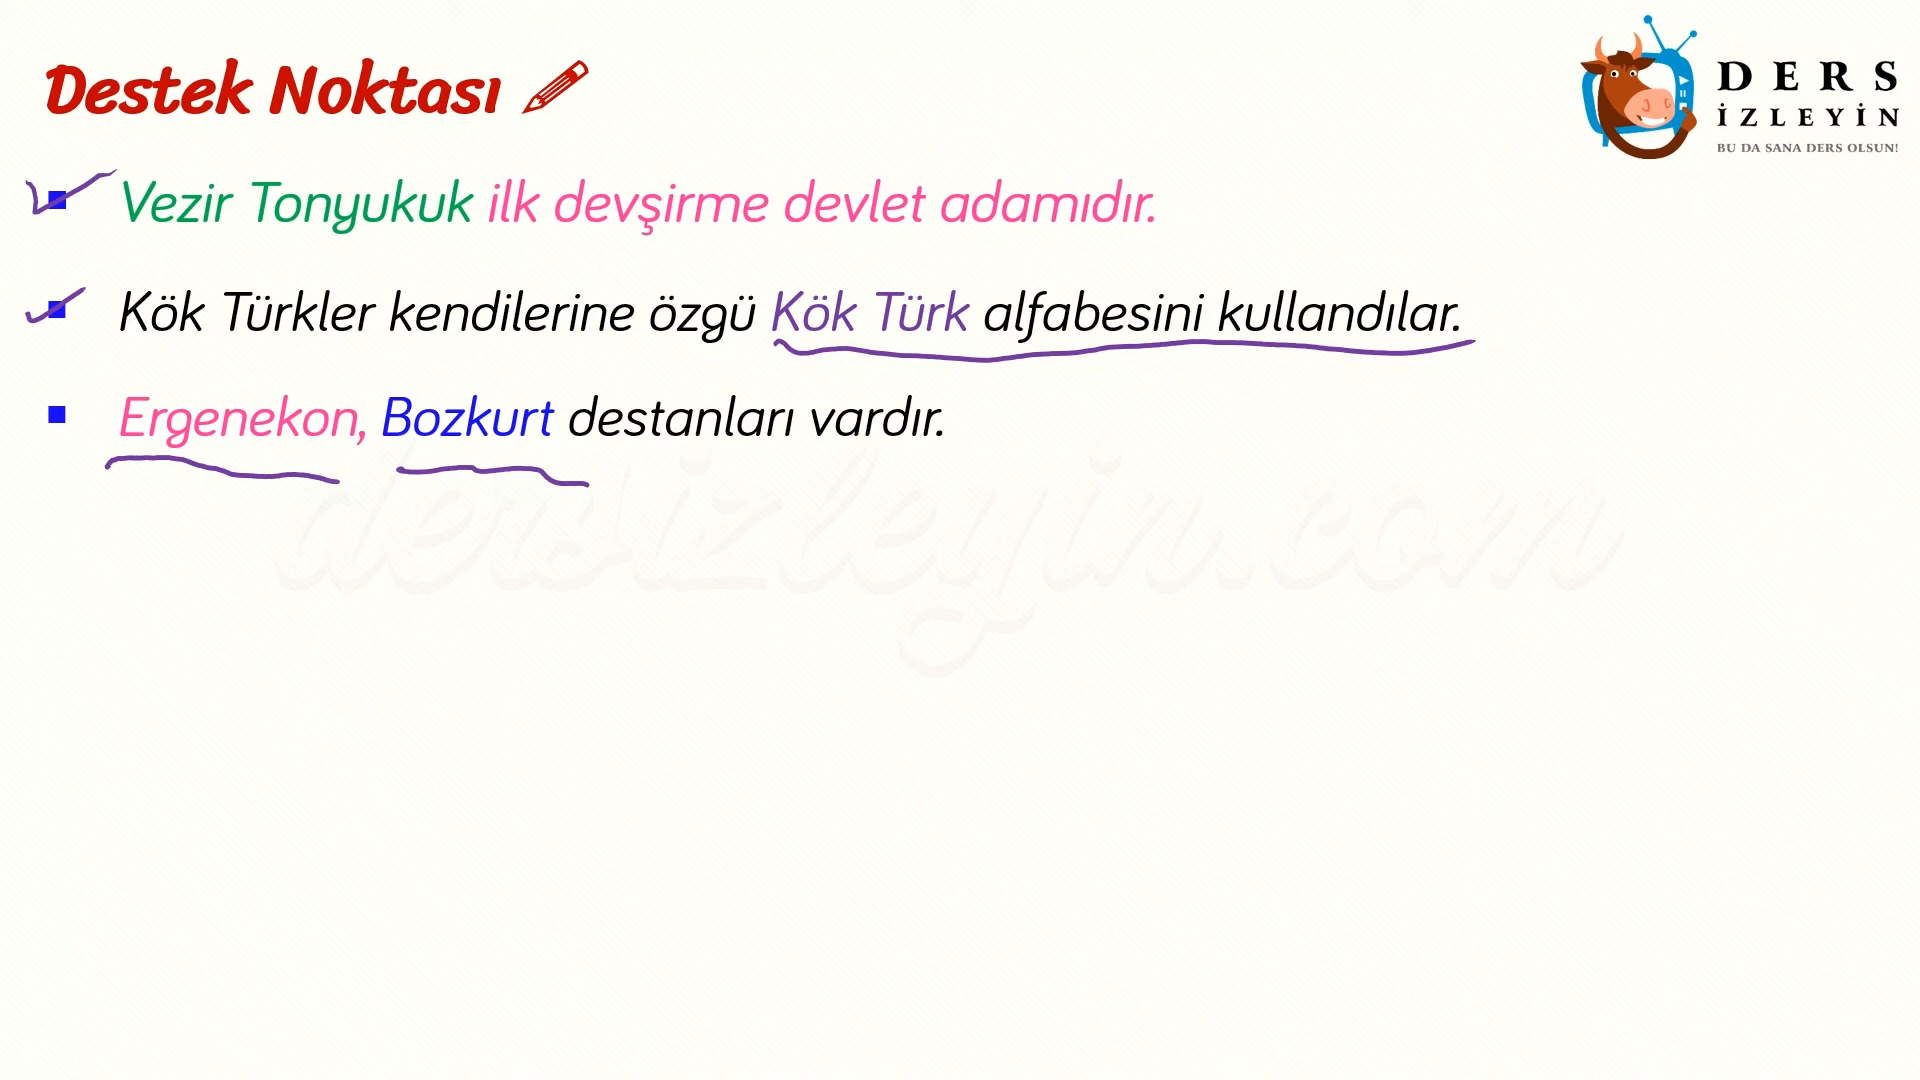 Destek Noktası
DERS
İZLEYİN
BU DA SANA DERS OLSUN!
Vezir Tonyukuk ilk devşirme devlet adamıdır.
Kök Türkler kendilerine özgü Kök Türk alfabesini kullandılar.
Ergenekon, Bozkurt destanları vardır.
dersizleyin.com